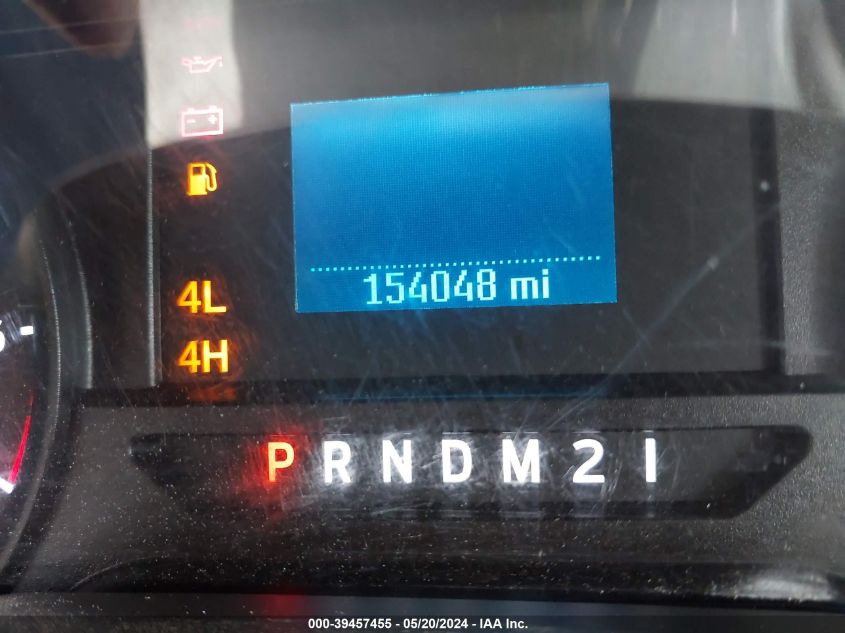 154048 mi
4L
4H
P R N D M 2 1
000-39457455 - 05/20/2024 - IAA Inc.